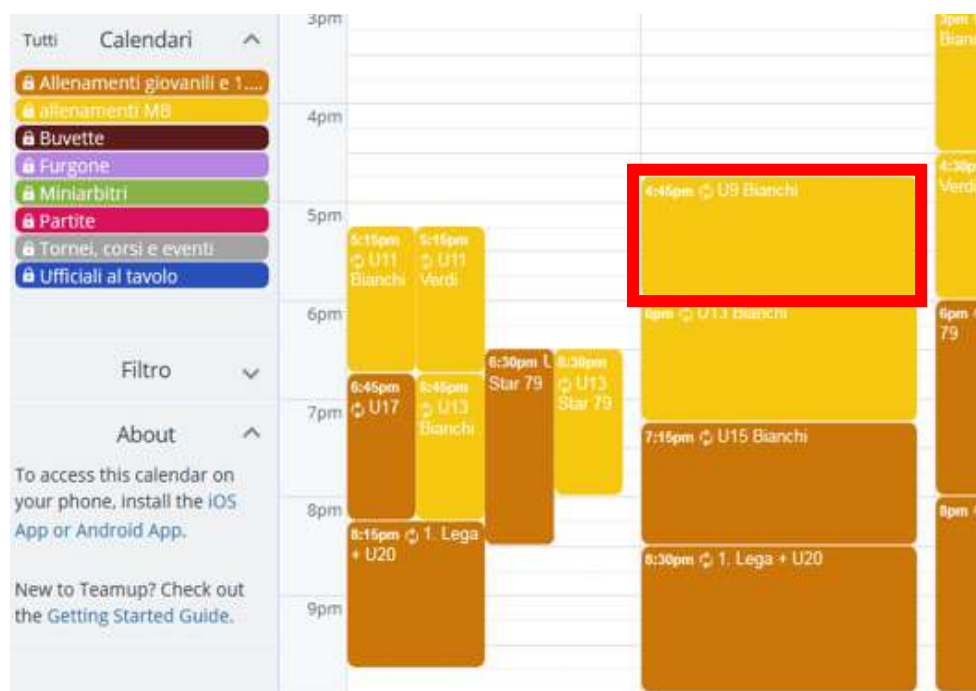 Tutti Calendari
Allenamenti giovanili e 1....
allenamenti MB
Buvette
Furgone
Miniarbitri
Partite
Tornei, corsi e eventi
Ufficiali al tavolo
Filtro
About
To access this calendar on
your phone, install the iOS
App or Android App.
New to Teamup? Check out
the Getting Started Guide.
3pm
4pm
5pm
6pm
7pm
8pm
9pm
5:15pm
U11
Bianchi
5:15pm
U11
Verdi
6:45pm
U17
6:45pm
U13
Bianchi
6:30pm
Star 79
6:30pm
U13
Star 79
8:15pm 1. Lega
+ U20
4:45pm U9 Bianchi
6pm U13 Bianchi
7:15pm U15 Bianchi
8:30pm 1. Lega + U20
3pm
Bianc
4:30p
Verdi
6pm
79
8pm